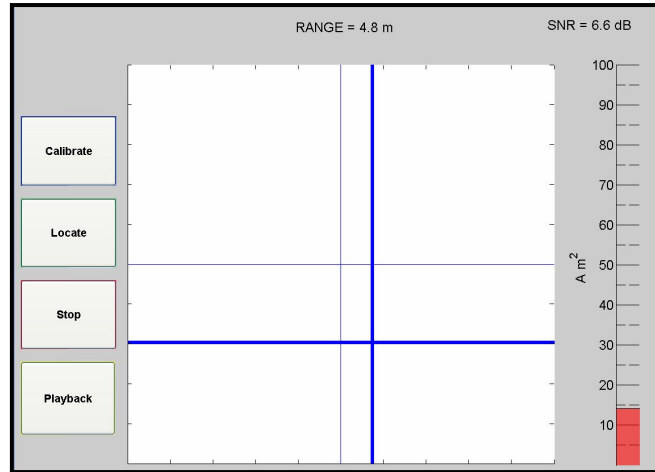 RANGE = 4.8 m
SNR = 6.6 dB
Calibrate
Locate
Stop
Playback
100
90
80
70
60
50
40
30
20
10
A m²